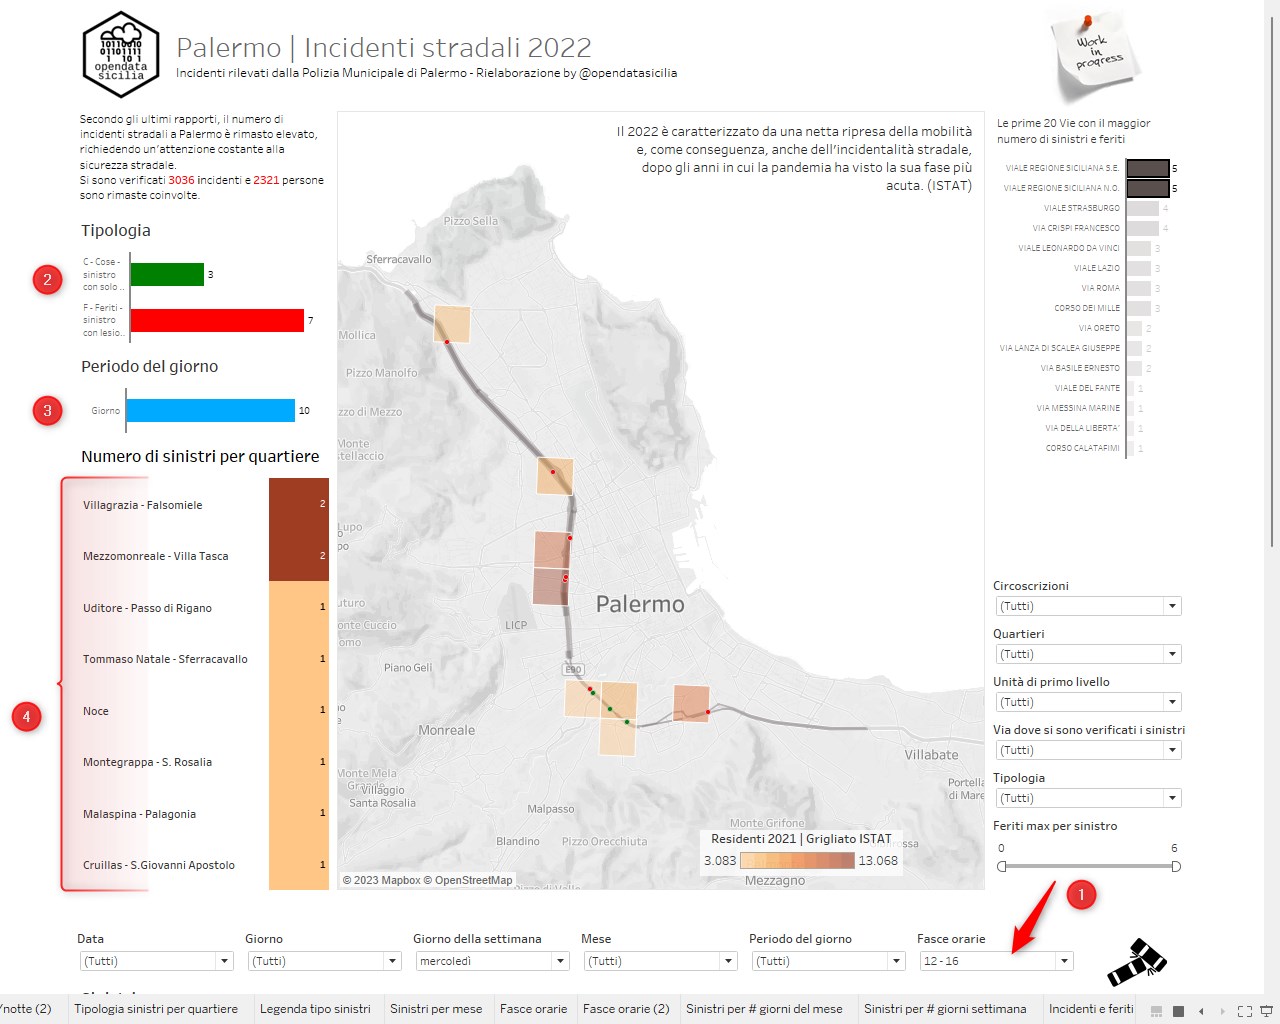 10110010
0110111
1 10 1
opendata
sicilia
Palermo | Incidenti stradali 2022
Incidenti rilevati dalla Polizia Municipale di Palermo - Rielaborazione by @opendatasicilia
Work
in
progress
Secondo gli ultimi rapporti, il numero di
incidenti stradali a Palermo è rimasto elevato,
richiedendo un'attenzione costante alla
sicurezza stradale.
Si sono verificati 3036 incidenti e 2321 persone
sono rimaste coinvolte.
Tipologia
2
C - Cose -
sinistro
con solo ..
3
F - Feriti -
sinistro
con lesio..
7
Periodo del giorno
3
Giorno
10
Numero di sinistri per quartiere
4
Villagrazia - Falsomiele 2
Mezzomonreale - Villa Tasca 2
Uditore - Passo di Rigano 1
Tommaso Natale - Sferracavallo 1
Noce 1
Montegrappa - S. Rosalia 1
Malaspina - Palagonia 1
Cruillas - S.Giovanni Apostolo 1
Il 2022 è caratterizzato da una netta ripresa della mobilità
e, come conseguenza, anche dell'incidentalità stradale,
dopo gli anni in cui la pandemia ha visto la sua fase più
acuta. (ISTAT)
Pizzo Sella
Sferracavallo
Mollica
Pizzo Manolfo
zzo di Mezzo
Monte
stellaccio
Lupo
po
Palermo
uturo
onte Cuccio
omo
LICP
Piano Geli
E90
Monreale
Villabate
Monte Mela
Grande
Villaggio
Santa Rosalia
Portella
di Mare
Malpasso
Monte Grifone
Blandino
Pizzo Orecchiuta
rossa
Residenti 2021 | Grigliato ISTAT
3.083
13.068
Mezzagno
© 2023 Mapbox © OpenStreetMap
Le prime 20 Vie con il maggior
numero di sinistri e feriti
VIALE REGIONE SICILIANA S.E. 5
VIALE REGIONE SICILIANA N.O. 5
VIALE STRASBURGO 4
VIA CRISPI FRANCESCO 4
VIALE LEONARDO DA VINCI 3
VIALE LAZIO 3
VIA ROMA 3
CORSO DEI MILLE 3
VIA ORETO 2
VIA LANZA DI SCALEA GIUSEPPE 2
VIA BASILE ERNESTO 2
VIALE DEL FANTE 1
VIA MESSINA MARINE 1
VIA DELLA LIBERTA' 1
CORSO CALATAFIMI 1
Circoscrizioni
(Tutti)
Quartieri
(Tutti)
Unità di primo livello
(Tutti)
Via dove si sono verificati i sinistri
(Tutti)
Tipologia
(Tutti)
Feriti max per sinistro
0 6
1
Data
(Tutti)
Giorno
(Tutti)
Giorno della settimana
mercoledì
Mese
(Tutti)
Periodo del giorno
(Tutti)
Fasce orarie
12 - 16
/notte (2)
Tipologia sinistri per quartiere
Legenda tipo sinistri
Sinistri per mese
Fasce orarie
Fasce orarie (2)
Sinistri per # giorni del mese
Sinistri per # giorni settimana
Incidenti e feriti